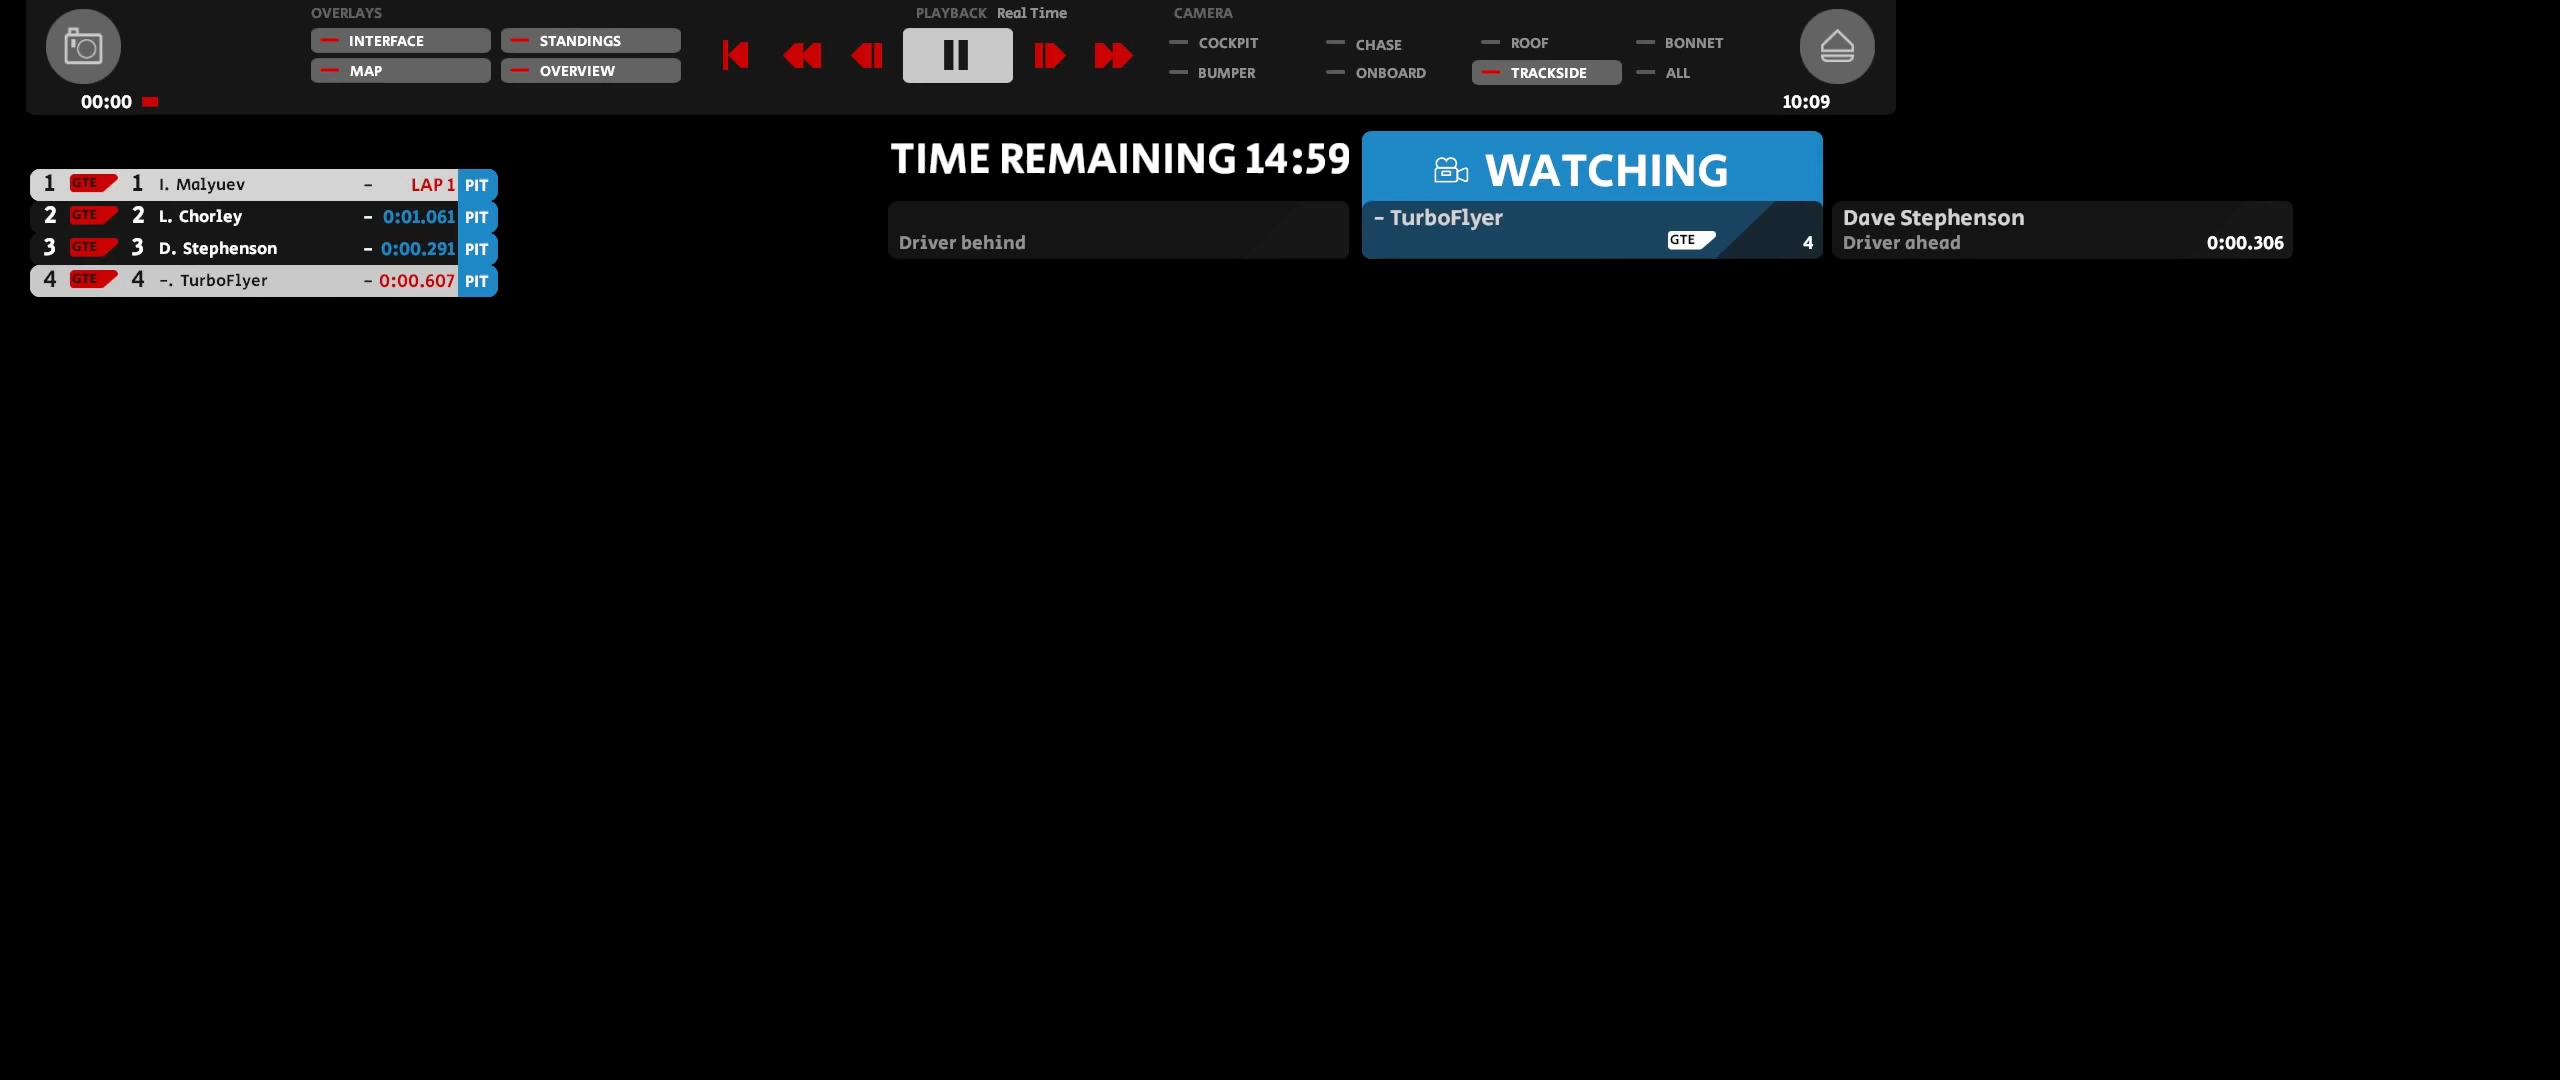 OVERLAYS
INTERFACE
STANDINGS
MAP
OVERVIEW
00:00
PLAYBACK Real Time
CAMERA
COCKPIT
CHASE
ROOF
BONNET
BUMPER
ONBOARD
TRACKSIDE
ALL
10:09
1 GTE 1 I. Malyuev - LAP 1 PIT
2 GTE 2 L. Chorley - 0:01.061 PIT
3 GTE 3 D. Stephenson - 0:00.291 PIT
4 GTE 4 -. TurboFlyer - 0:00.607 PIT
TIME REMAINING 14:59
WATCHING
Driver behind
- TurboFlyer
GTE 4
Dave Stephenson
Driver ahead 0:00.306